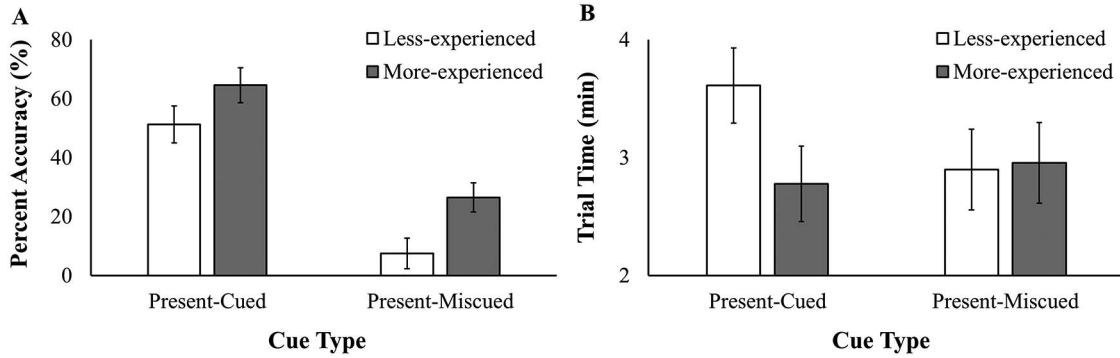 A
Percent Accuracy (%)
80
60
40
20
0
Less-experienced
More-experienced
Present-Cued
Present-Miscued
Cue Type
B
Trial Time (min)
4
3
2
Less-experienced
More-experienced
Present-Cued
Present-Miscued
Cue Type